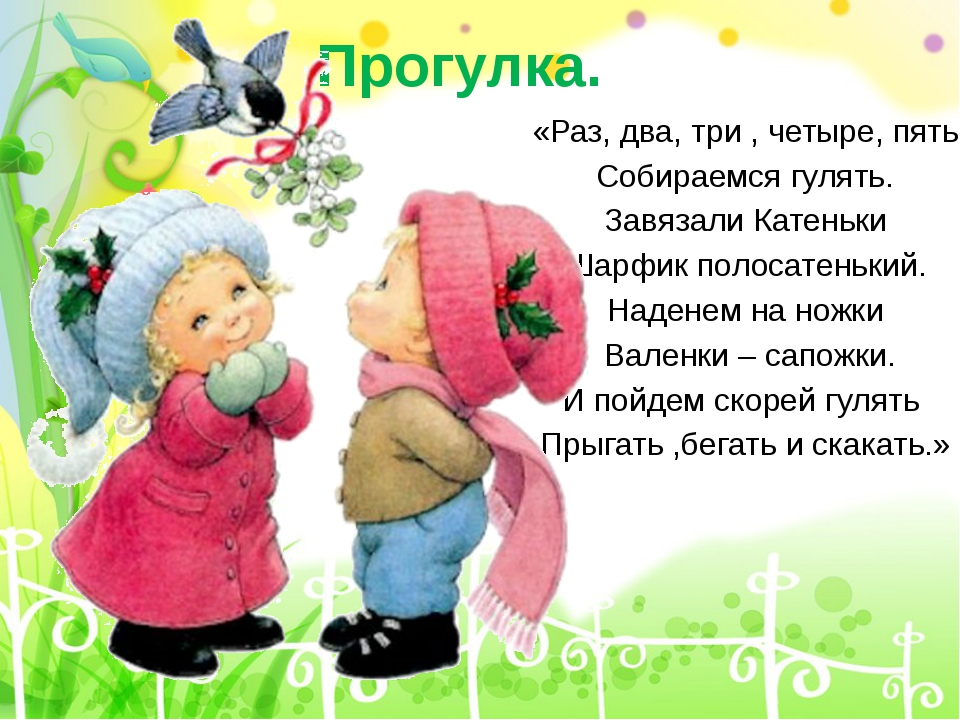 Прогулка.
«Раз, два, три , четыре, пять
Собираемся гулять.
Завязали Катеньки
Шарфик полосатенький.
Наденем на ножки
Валенки – сапожки.
И пойдем скорей гулять
Прыгать ,бегать и скакать.»